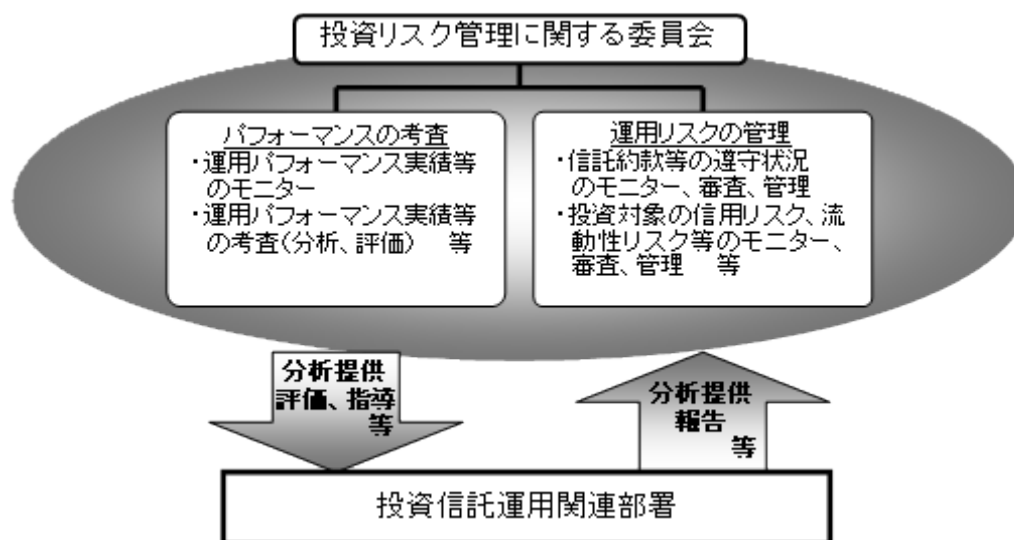 投資リスク管理に関する委員会
パフォーマンスの考査
・運用パフォーマンス実績等
のモニター
・運用パフォーマンス実績等
の考査(分析、評価) 等
運用リスクの管理
・信託約款等の遵守状況
のモニター、審査、管理
・投資対象の信用リスク、流
動性リスク等のモニター、
審査、管理 等
分析提供
評価、指導
等
分析提供
報告
等
投資信託運用関連部署